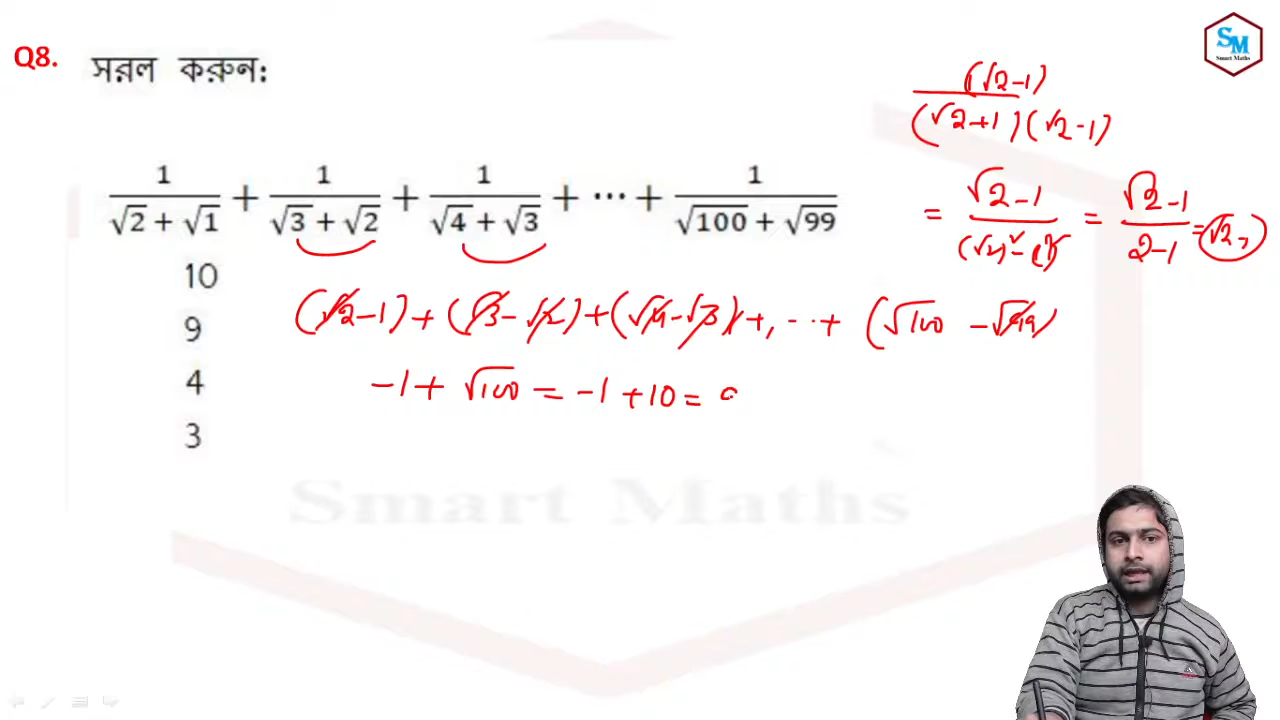 Q8. সরল করুন:
SM
Smart Maths
(√2-1)
(√2+1)(√2-1)
= √2-1 / (√2)² - (1)² = √2-1 / 2-1 = √2-1
1/(√2 + √1) + 1/(√3 + √2) + 1/(√4 + √3) + ⋯ + 1/(√100 + √99)
10
9
4
3
(√2-1) + (√3-√2) + (√4-√3) + ... + (√100 - √99)
-1 + √100 = -1 + 10 =
Smart Maths